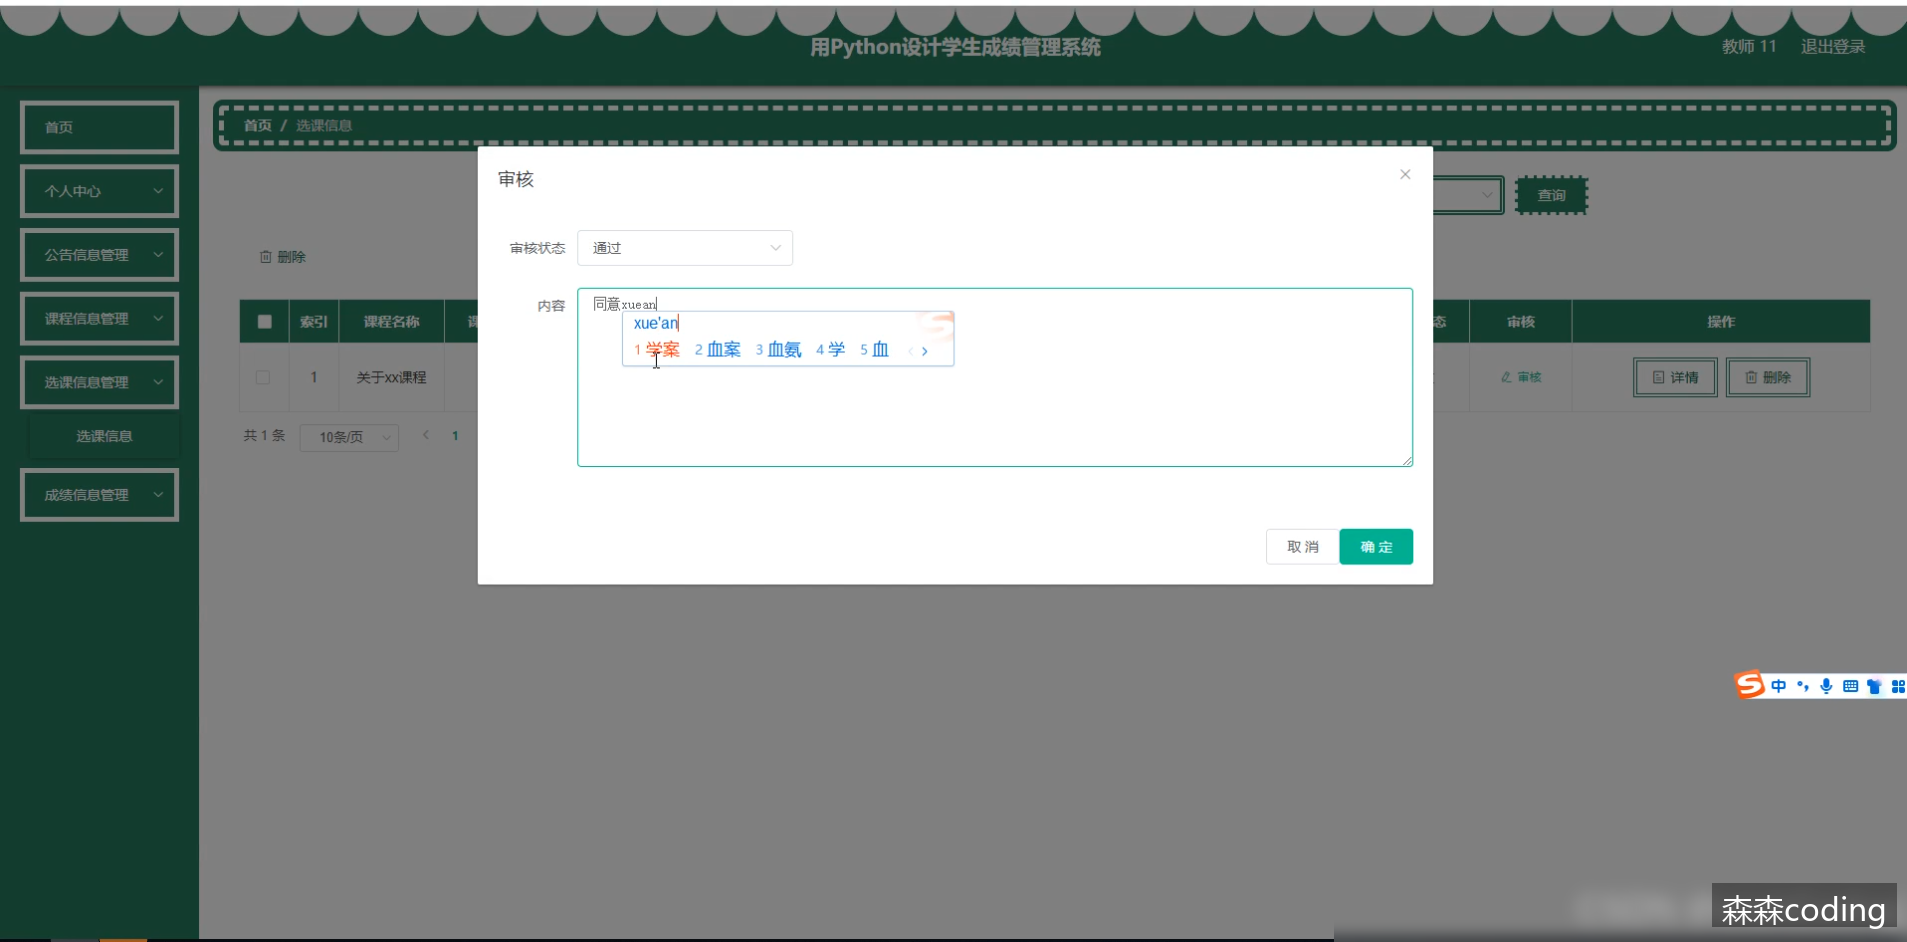 用Python设计学生成绩管理系统
教师 11 退出登录
首页
个人中心
公告信息管理
课程信息管理
选课信息管理
选课信息
成绩信息管理
首页 / 选课信息
查询
删除
索引 课程名称 审核 操作
1 关于xx课程 审核 详情 删除
共 1 条 10条/页 1
审核
审核状态 通过
内容 同意xuean
xue'an
1 学案 2 血案 3 血氨 4 学 5 血
取消 确定
中
森森coding